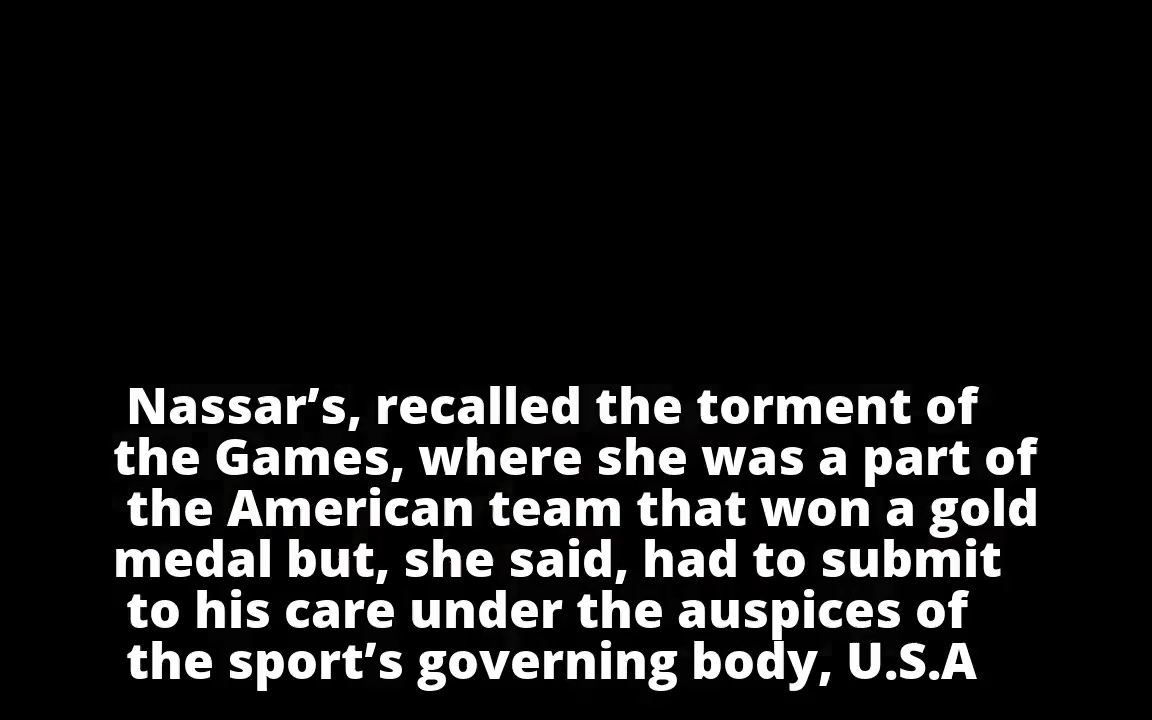 Nassar’s, recalled the torment of
the Games, where she was a part of
the American team that won a gold
medal but, she said, had to submit
to his care under the auspices of
the sport’s governing body, U.S.A